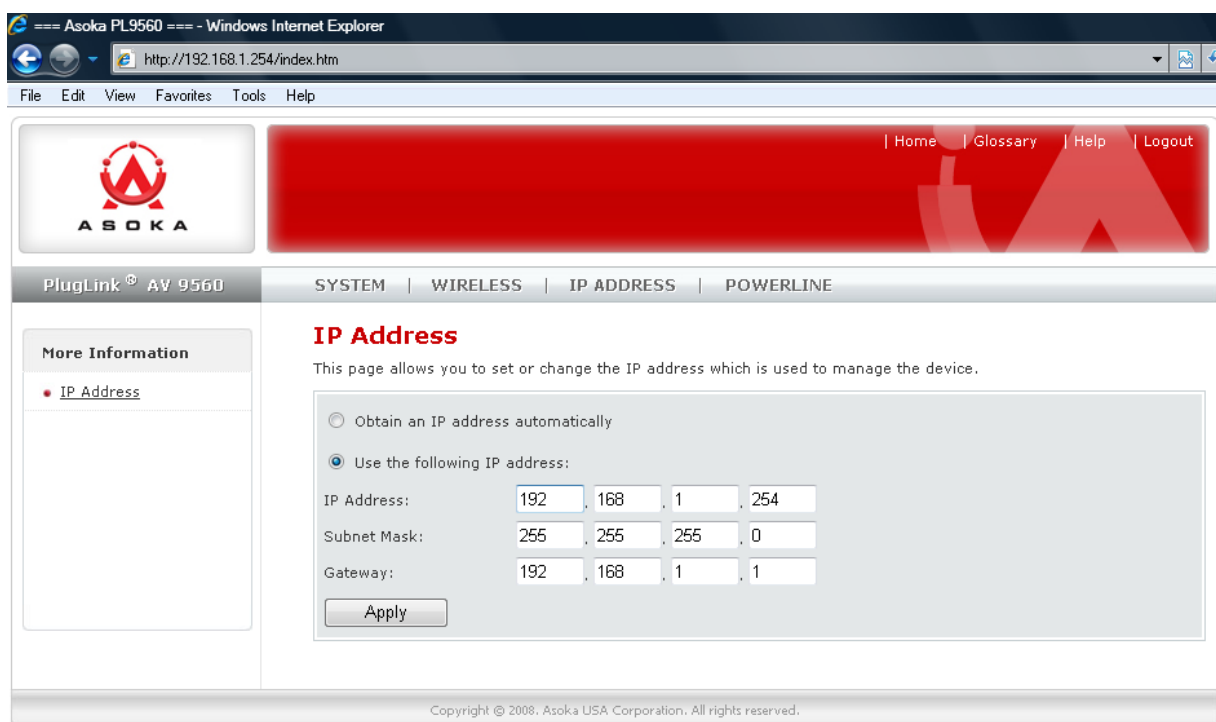 === Asoka PL9560 === - Windows Internet Explorer
http://192.168.1.254/index.htm
File Edit View Favorites Tools Help
| Home | Glossary | Help | Logout
ASOKA
PlugLink ® AV 9560
SYSTEM | WIRELESS | IP ADDRESS | POWERLINE
More Information
IP Address
IP Address
This page allows you to set or change the IP address which is used to manage the device.
Obtain an IP address automatically
Use the following IP address:
IP Address: 192 . 168 . 1 . 254
Subnet Mask: 255 . 255 . 255 . 0
Gateway: 192 . 168 . 1 . 1
Apply
Copyright © 2008. Asoka USA Corporation. All rights reserved.